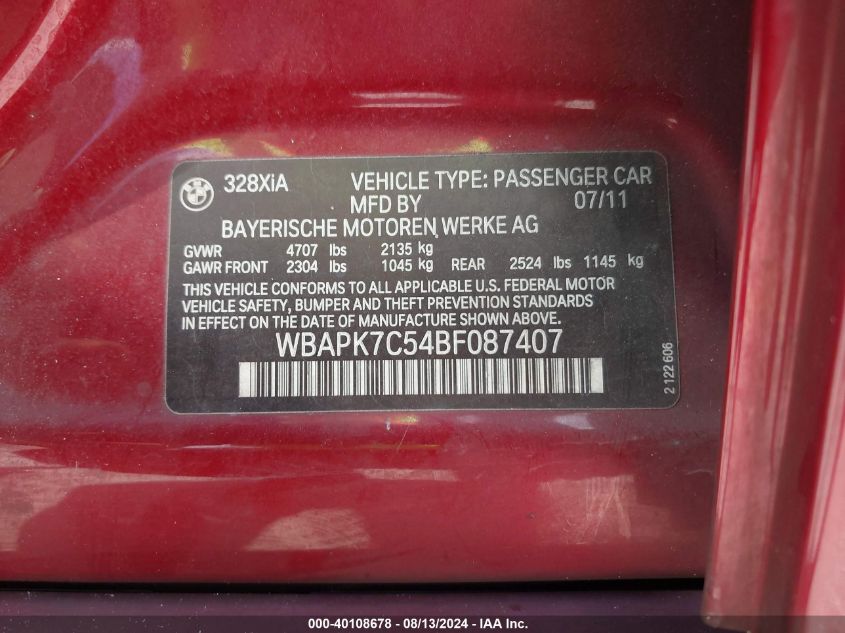 BMW
328XiA VEHICLE TYPE: PASSENGER CAR
MFD BY 07/11
BAYERISCHE MOTOREN WERKE AG
GVWR 4707 lbs 2135 kg
GAWR FRONT 2304 lbs 1045 kg REAR 2524 lbs 1145 kg
THIS VEHICLE CONFORMS TO ALL APPLICABLE U.S. FEDERAL MOTOR
VEHICLE SAFETY, BUMPER AND THEFT PREVENTION STANDARDS
IN EFFECT ON THE DATE OF MANUFACTURE SHOWN ABOVE.
WBAPK7C54BF087407
2 122 606
000-40108678 - 08/13/2024 - IAA Inc.